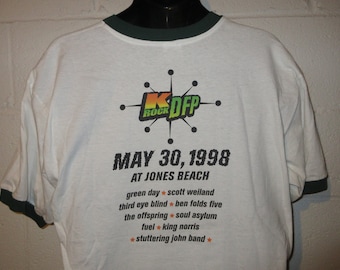 K ROCK DFP
MAY 30, 1998
AT JONES BEACH
green day ★ scott weiland
third eye blind ★ ben folds five
the offspring ★ soul asylum
fuel ★ king norris
★ stuttering john band ★